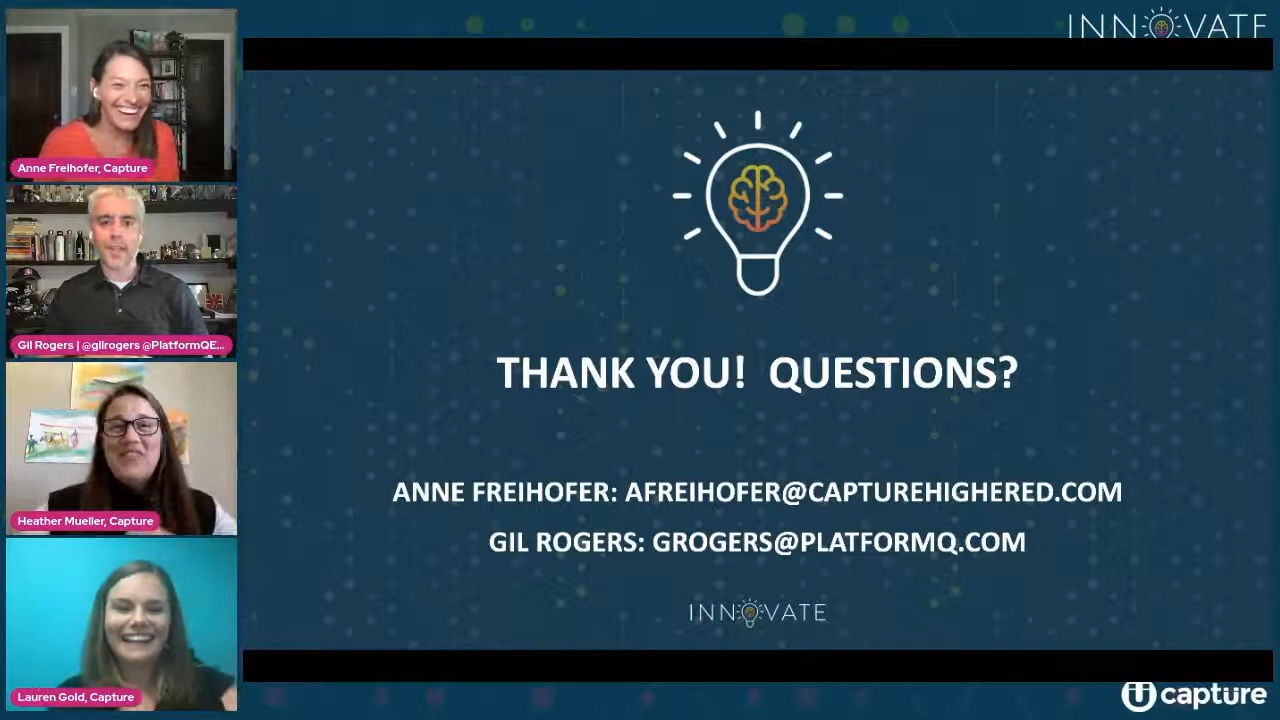 INNOVATE
Anne Freihofer, Capture
Gil Rogers | @gilrogers @PlatformQE...
Heather Mueller, Capture
Lauren Gold, Capture
THANK YOU! QUESTIONS?
ANNE FREIHOFER: AFREIHOFER@CAPTUREHIGHERED.COM
GIL ROGERS: GROGERS@PLATFORMQ.COM
INNOVATE
capture